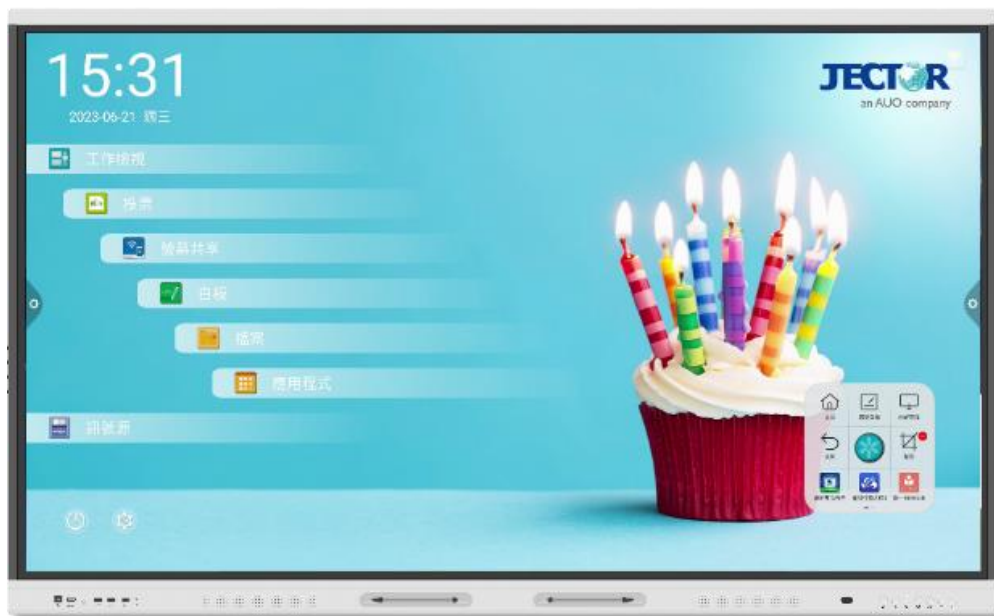 15:31
2023-06-21 週三
JECTOR
an AUO company
工作檢視
投票
螢幕共享
白板
檔案
應用程式
訊號源